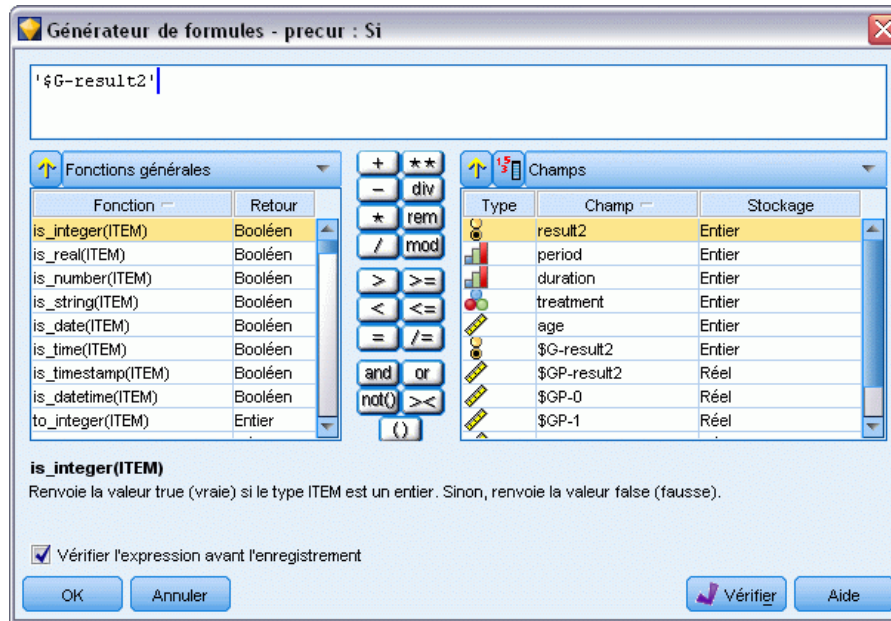 Générateur de formules - precur : Si
'$G-result2'
Fonctions générales
Fonction Retour
is_integer(ITEM) Booléen
is_real(ITEM) Booléen
is_number(ITEM) Booléen
is_string(ITEM) Booléen
is_date(ITEM) Booléen
is_time(ITEM) Booléen
is_timestamp(ITEM) Booléen
is_datetime(ITEM) Booléen
to_integer(ITEM) Entier
+ **
- div
* rem
/ mod
> >=
< <=
= /=
and or
not() ><
()
Champs
Type Champ Stockage
result2 Entier
period Entier
duration Entier
treatment Entier
age Entier
$G-result2 Entier
$GP-result2 Réel
$GP-0 Réel
$GP-1 Réel
is_integer(ITEM)
Renvoie la valeur true (vraie) si le type ITEM est un entier. Sinon, renvoie la valeur false (fausse).
Vérifier l'expression avant l'enregistrement
OK Annuler Vérifier Aide